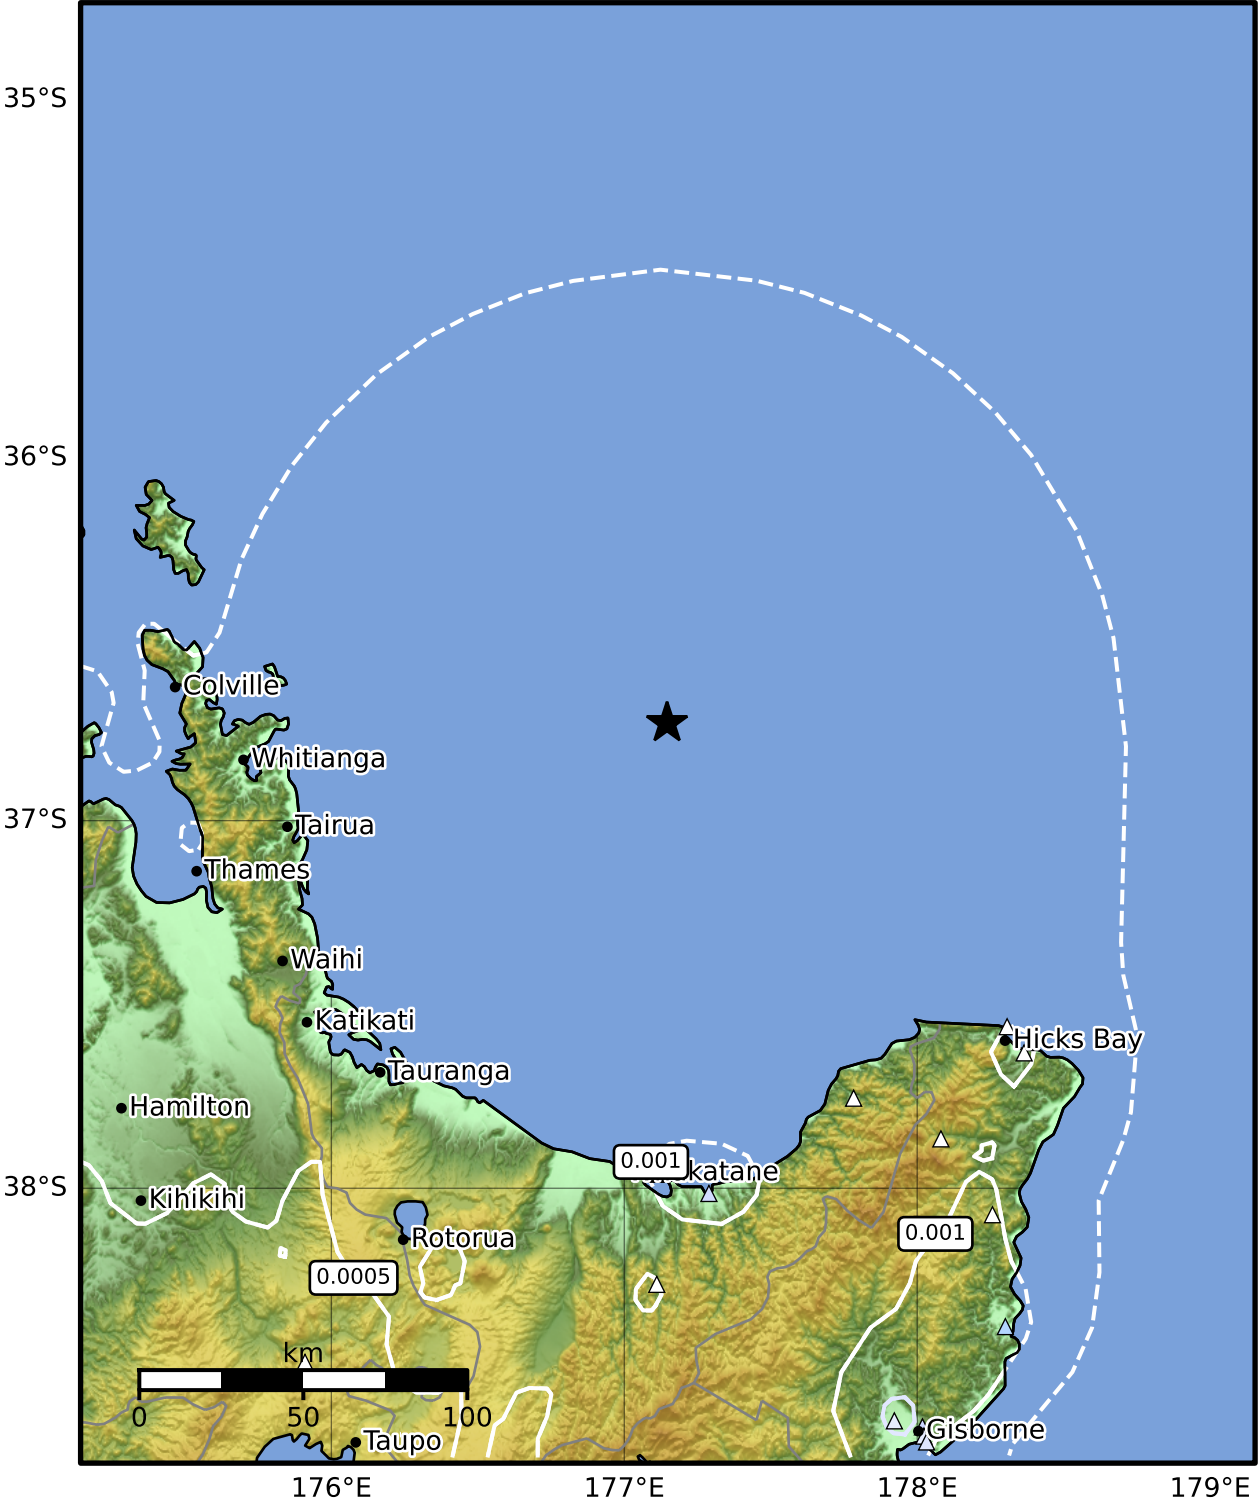 35°S
36°S
Colville
Whitianga
37°S
Tairua
Thames
Waihi
Katikati
Hicks Bay
Tauranga
Hamilton
0.001
katane
38°S
Kihikihi
0.001
Rotorua
0.0005
km
0 50 100
Gisborne
Taupo
176°E 177°E 178°E 179°E